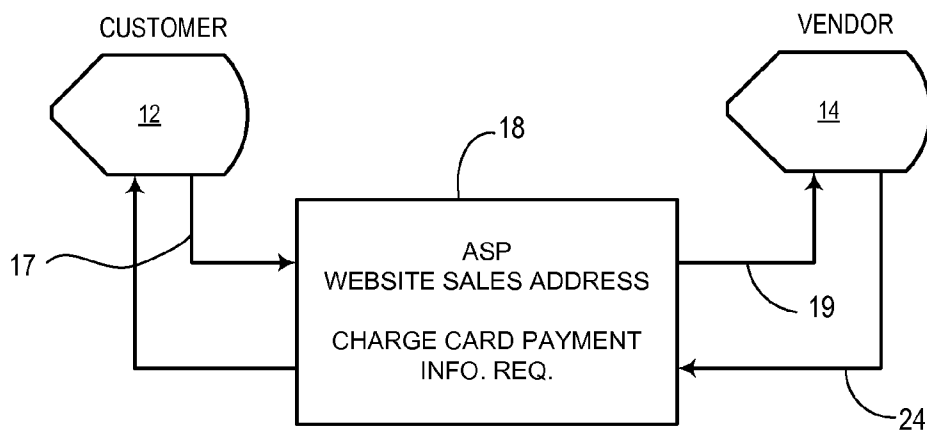 CUSTOMER
VENDOR
12
14
18
17
ASP
WEBSITE SALES ADDRESS
19
CHARGE CARD PAYMENT
INFO. REQ.
24